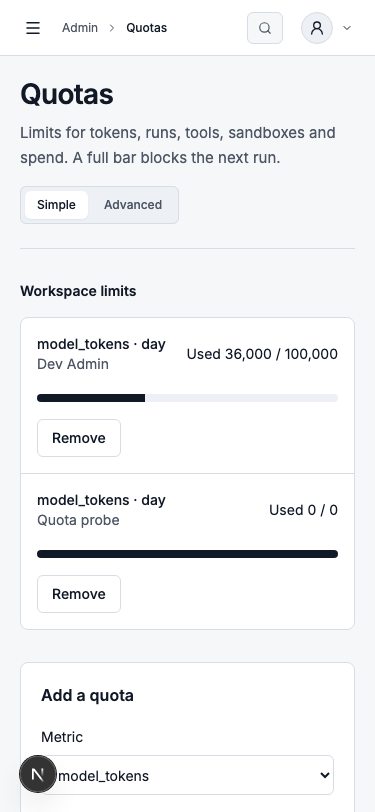 Admin > Quotas
Quotas
Limits for tokens, runs, tools, sandboxes and
spend. A full bar blocks the next run.
Simple Advanced
Workspace limits
model_tokens · day
Dev Admin
Used 36,000 / 100,000
Remove
model_tokens · day
Quota probe
Used 0 / 0
Remove
Add a quota
Metric
model_tokens
N